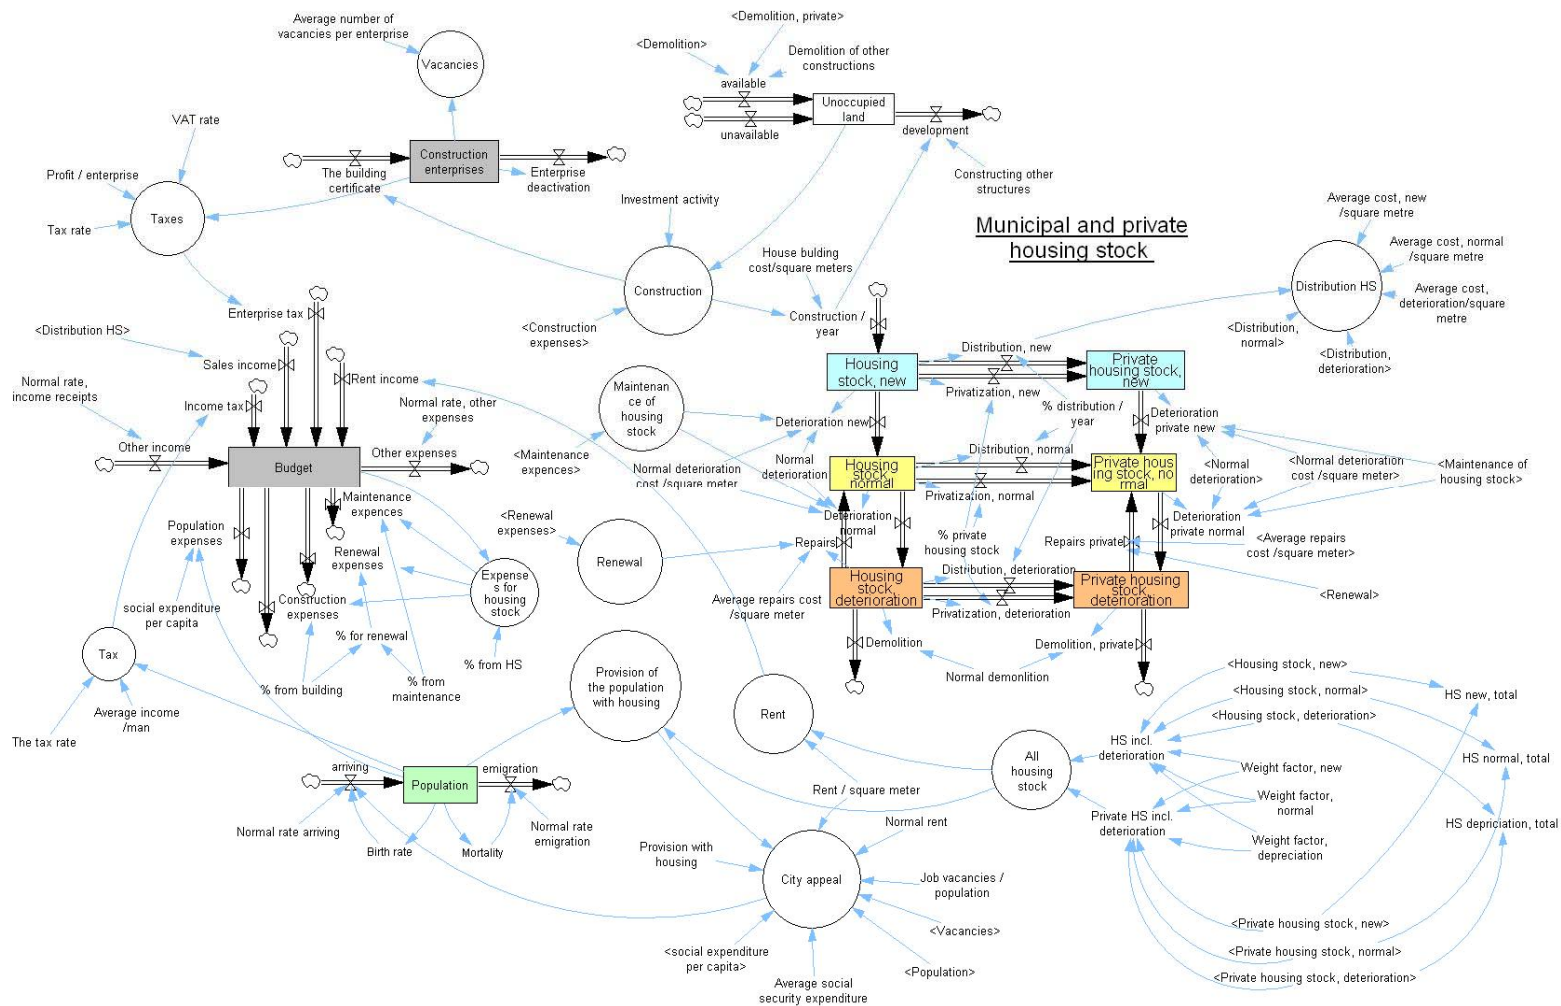 Average number of
vacancies per enterprise
Vacancies
<Demolition, private>
<Demolition>
Demolition of other
constructions
available
Unoccupied
land
unavailable
development
VAT rate
Construction
enterprises
The building
certificate
Enterprise
deactivation
Constructing other
structures
Profit / enterprise
Taxes
Tax rate
Investment activity
Municipal and private
housing stock
Average cost, new
/square metre
Average cost, normal
/square metre
Average cost,
deterioration/square
metre
Distribution HS
<Distribution,
normal>
<Distribution,
deterioration>
House bulding
cost/square meters
Construction
Construction /
year
<Construction
expenses>
Enterprise tax
<Distribution HS>
Sales income
Rent income
Normal rate,
income receipts
Income tax
Normal rate, other
expenses
Other income
Other expenses
Budget
Housing
stock, new
Distribution, new
Private
housing stock,
new
Privatization, new
Maintenan
ce of
housing
stock
Deterioration new
% distribution /
year
Deterioration
private new
<Maintenance
expences>
Distribution, normal
Normal deterioration
cost /square meter
Normal
deterioration
Housing
stock,
normal
Private hous
ing stock, no
rmal
<Normal
deterioration>
<Normal deterioration
cost /square meter>
<Maintenance of
housing stock>
Privatization, normal
Maintenance
expences
Population
expenses
<Renewal
expenses>
Deterioration
normal
Deterioration
private normal
% private
housing stock
Repairs
Repairs private
<Average repairs
cost /square meter>
Renewal
Renewal
expenses
Expense
s for
housing
stock
Housing
stock,
deterioration
Distribution, deterioration
Private housing
stock,
deterioration
Privatization, deterioration
<Renewal>
Average repairs cost
/square meter
social expenditure
per capita
Construction
expenses
% for renewal
Demolition
Demolition, private
Normal demonlition
Tax
% from HS
% from building
% from
maintenance
Provision of
the population
with housing
<Housing stock, new>
<Housing stock, normal>
<Housing stock, deterioration>
HS new, total
Average income
/man
The tax rate
Rent
HS incl.
deterioration
HS normal, total
All
housing
stock
Weight factor, new
arriving
Population
emigration
Rent / square meter
Weight factor,
normal
Private HS incl.
deterioration
HS depriciation, total
Normal rate arriving
Normal rate
emigration
Normal rent
Birth rate
Mortality
Provision with
housing
Weight factor,
depreciation
City appeal
Job vacancies /
population
<Vacancies>
<Private housing stock, new>
<social expenditure
per capita>
<Population>
<Private housing stock, normal>
<Private housing stock, deterioration>
Average social
security expenditure